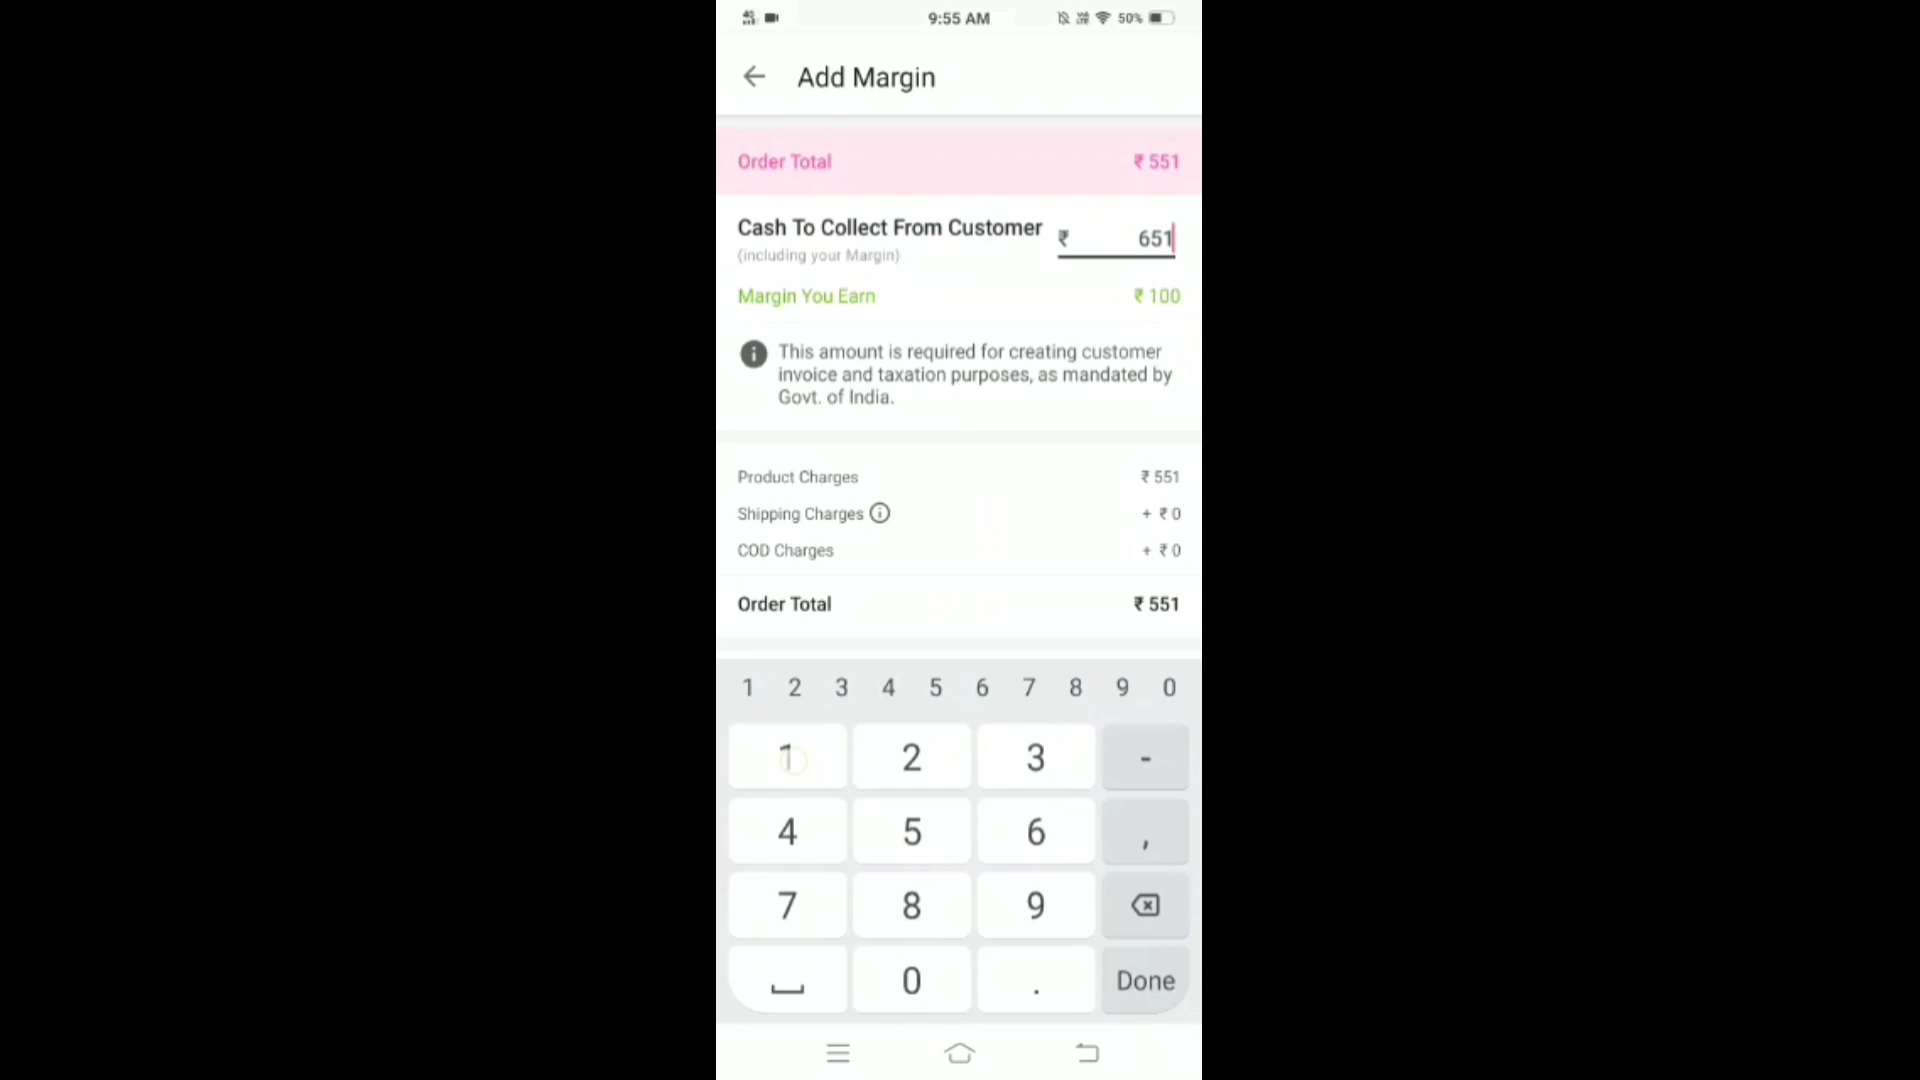 9:55 AM 50%
Add Margin
Order Total ₹ 551
Cash To Collect From Customer ₹ 651
(including your Margin)
Margin You Earn ₹ 100
This amount is required for creating customer
invoice and taxation purposes, as mandated by
Govt. of India.
Product Charges ₹ 551
Shipping Charges + ₹ 0
COD Charges + ₹ 0
Order Total ₹ 551
1 2 3 4 5 6 7 8 9 0
1 2 3 -
4 5 6 ,
7 8 9
0 . Done